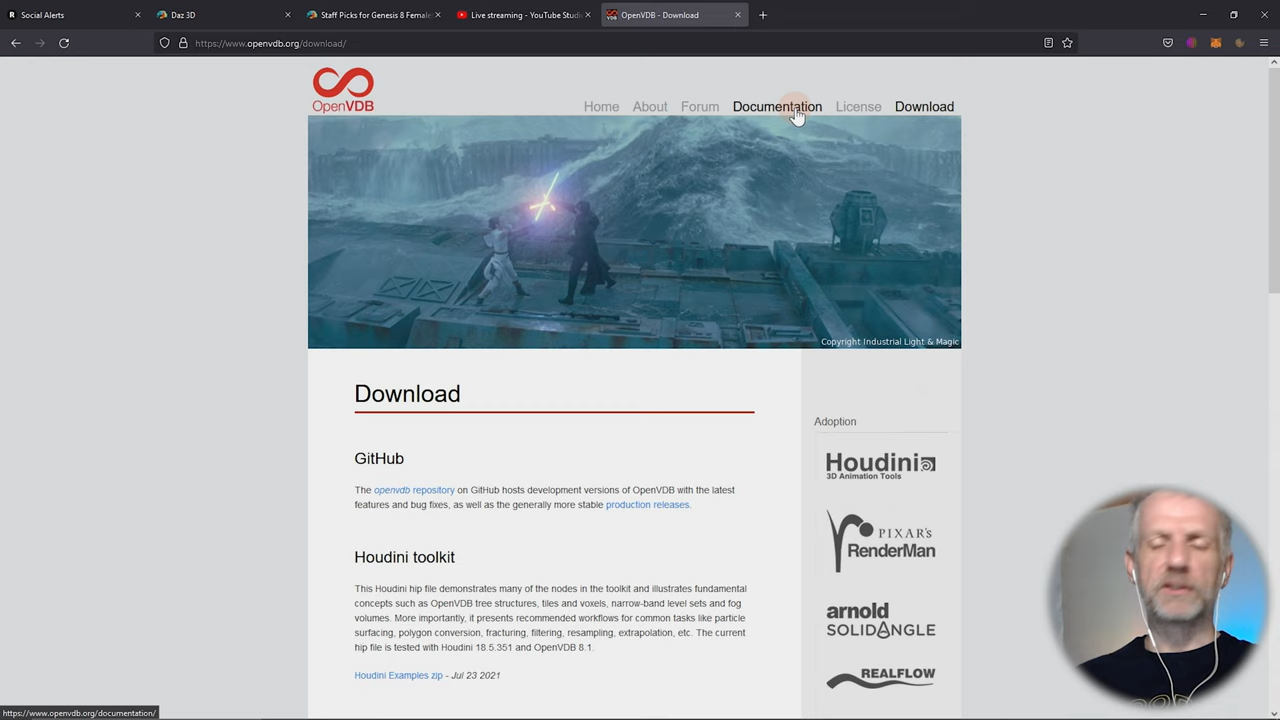 Social Alerts
Daz 3D
Staff Picks for Genesis 8 Female
Live streaming - YouTube Studio
OpenVDB - Download
https://www.openvdb.org/download/
OpenVDB
Home About Forum Documentation License Download
Copyright Industrial Light & Magic
Download
GitHub
The openvdb repository on GitHub hosts development versions of OpenVDB with the latest
features and bug fixes, as well as the generally more stable production releases.
Houdini toolkit
This Houdini hip file demonstrates many of the nodes in the toolkit and illustrates fundamental
concepts such as OpenVDB tree structures, tiles and voxels, narrow-band level sets and fog
volumes. More importantly, it presents recommended workflows for common tasks like particle
surfacing, polygon conversion, fracturing, filtering, resampling, extrapolation, etc. The current
hip file is tested with Houdini 18.5.351 and OpenVDB 8.1.
Houdini Examples zip - Jul 23 2021
Adoption
Houdini
3D Animation Tools
PIXAR's
RenderMan
arnold
SOLIDANGLE
REALFLOW
https://www.openvdb.org/documentation/